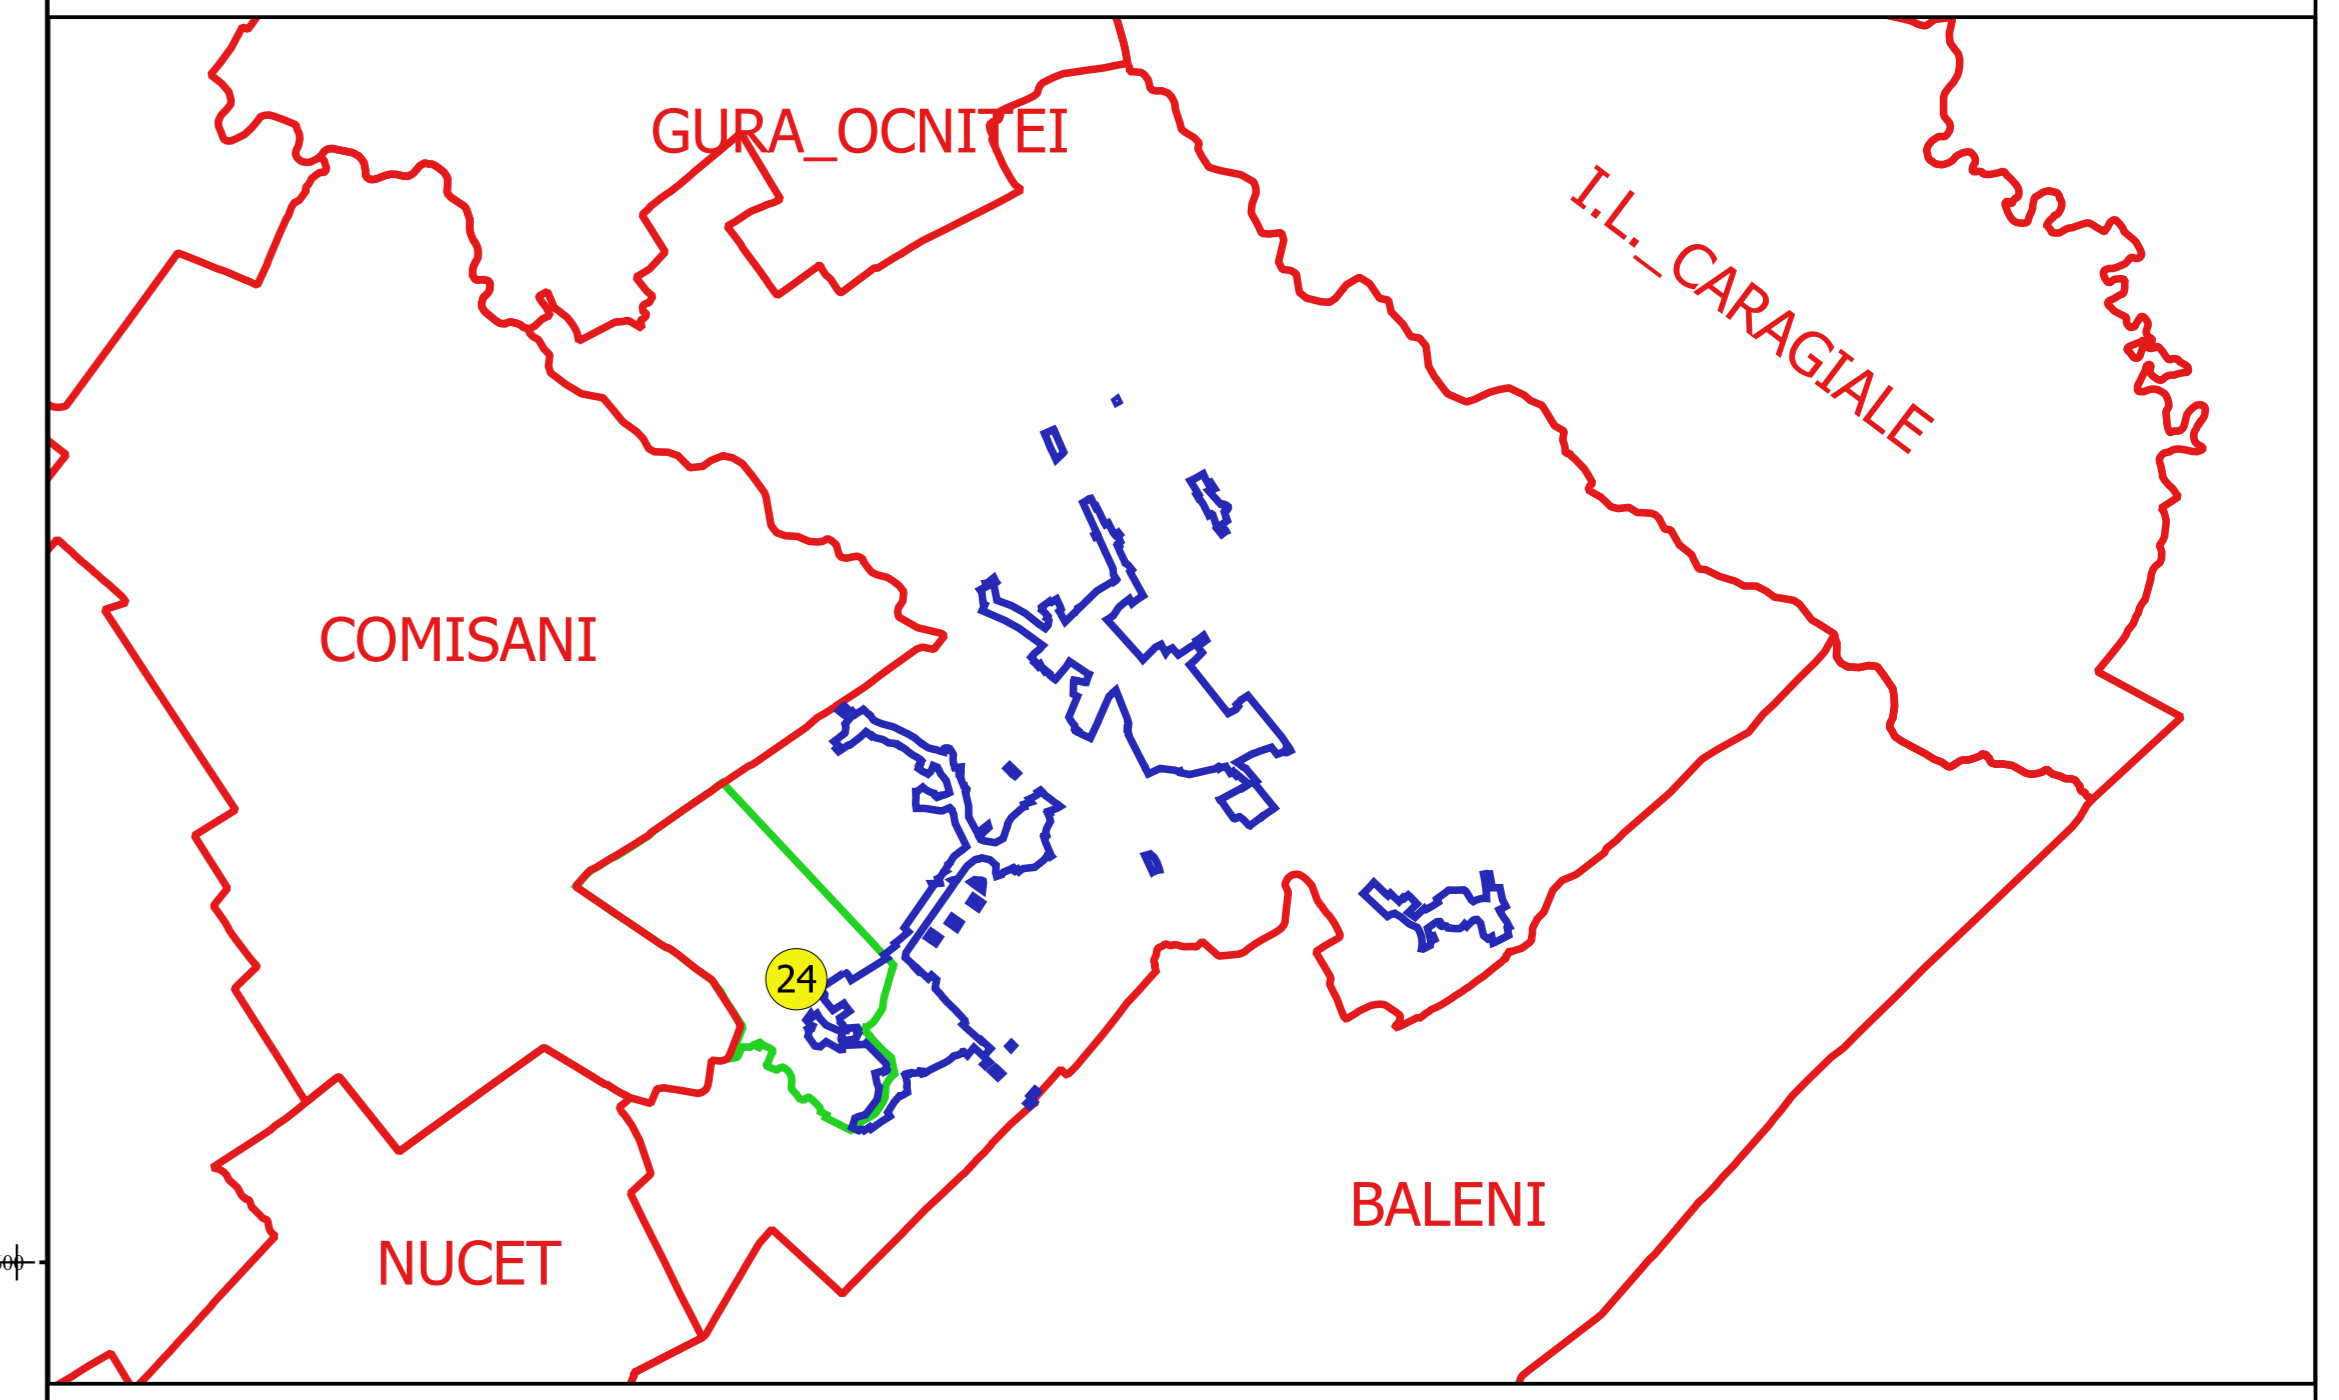 GURA_OCNITEI
I.L._CARAGIALE
COMISANI
24
BALENI
NUCET